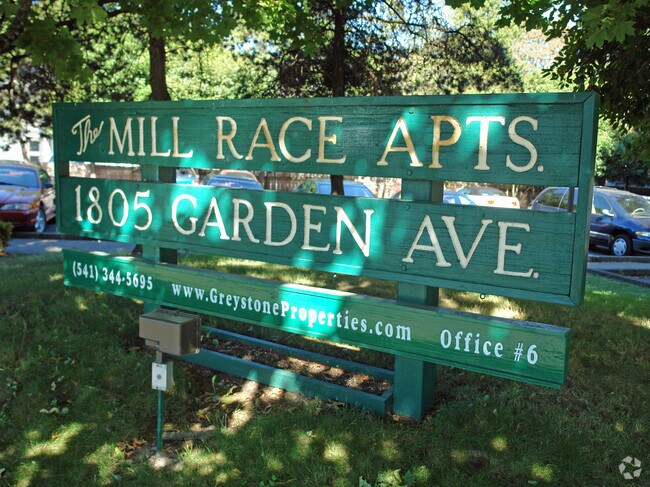 The MILL RACE APTS.
1805 GARDEN AVE.
(541) 344-5695 www.GreystoneProperties.com Office #6